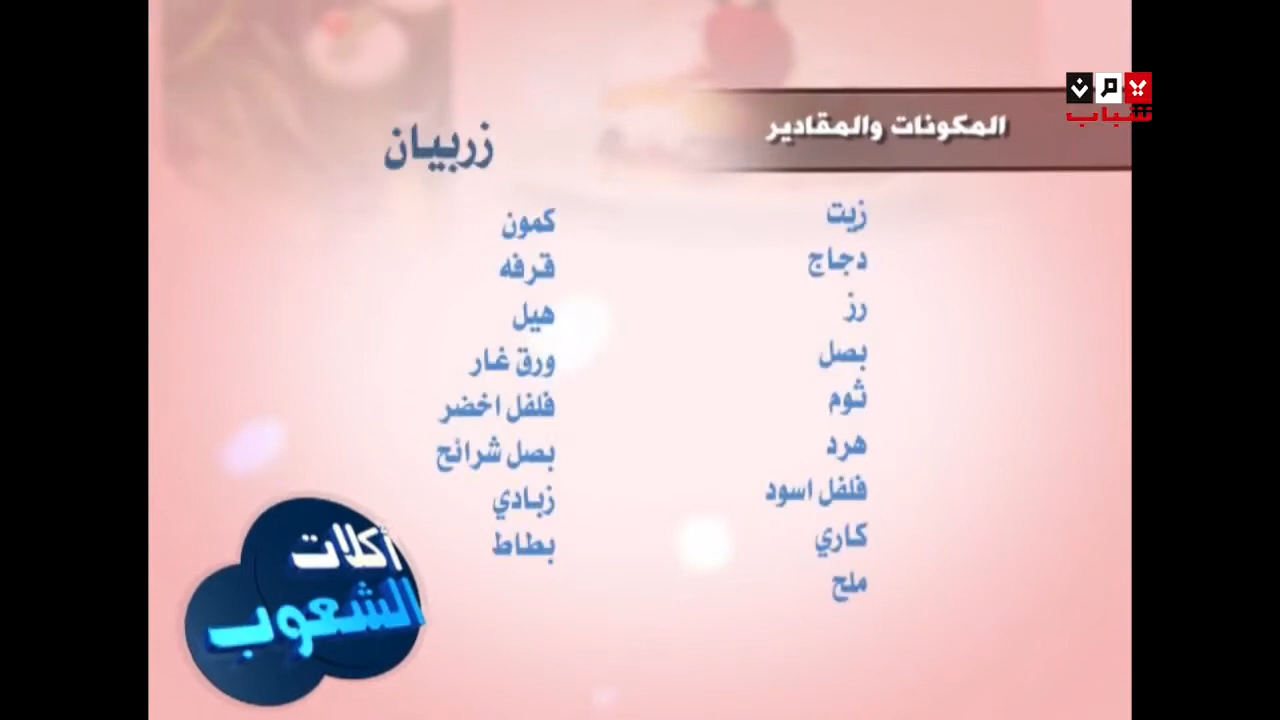 يمن
شباب
المكونات والمقادير
زربيان
زيت
دجاج
رز
بصل
ثوم
هرد
فلفل اسود
كاري
ملح
كمون
قرفه
هيل
ورق غار
فلفل اخضر
بصل شرائح
زبادي
بطاط
أكلات
الشعوب